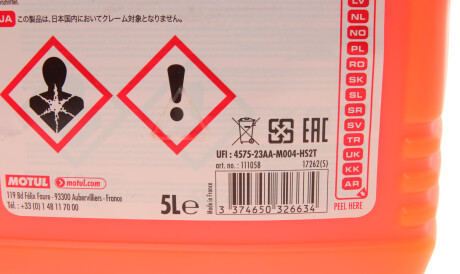 JA この製品は、日本国内においてクレーム対象となりません。
LV
NL
NO
PL
RO
SK
SL
SR
SV
TR
UK
KK
AR
PEEL HERE
EAC
UFI : 4575-23AA-M004-HS2T
art. no. : 111058 17262(S)
MOTUL motul.com
119 Bd Félix Faure - 93300 Aubervilliers - France
Tél. : +33 (0) 1 48 11 70 00
5L e
Made in France
3 374650 326634